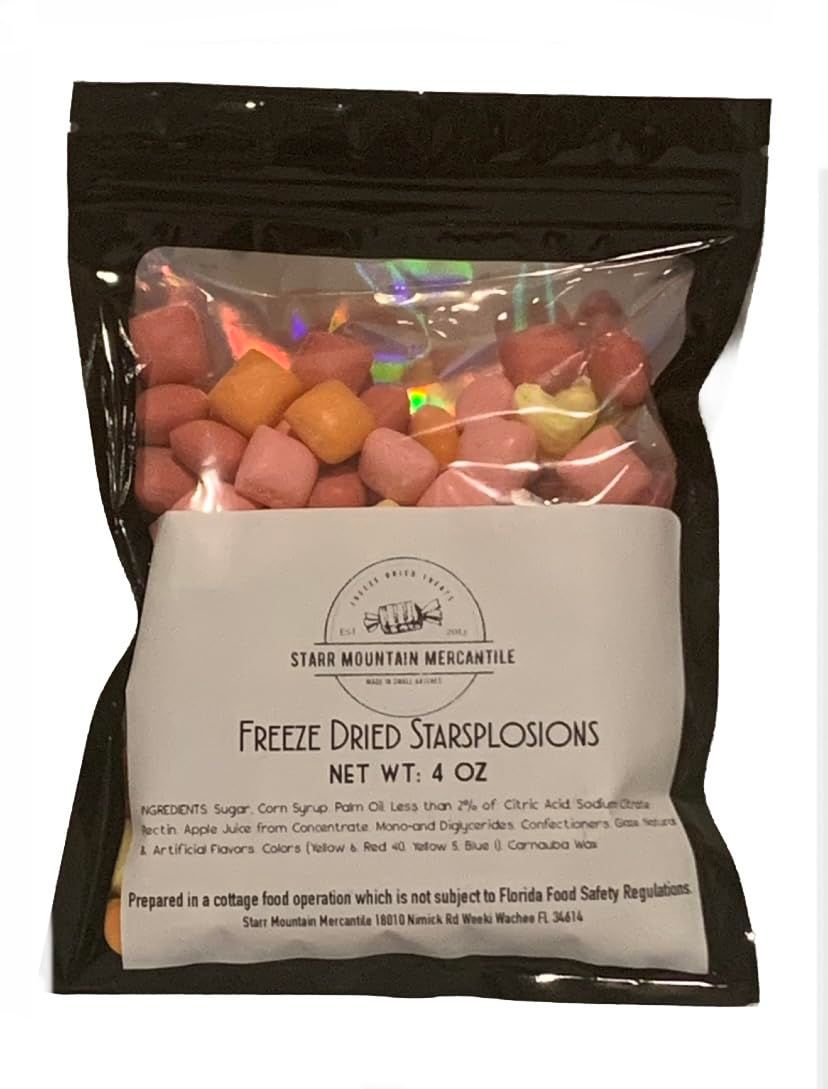 FREEZE DRIED TREATS
EST
STARR MOUNTAIN MERCANTILE
MADE IN SMALL BATCHES
FREEZE DRIED STARSPLOSIONS
NET WT: 4 OZ
NGREDIENTS: Sugar, Corn Syrup, Palm Oil, Less than 2% of: Citric Acid, Sodium Citrate
Pectin, Apple Juice from Concentrate, Mono-and Diglycerides, Confectioners Glaze, Natural
& Artificial Flavors, Colors (Yellow 6, Red 40, Yellow 5, Blue 1), Carnauba Wax
Prepared in a cottage food operation which is not subject to Florida Food Safety Regulations.
Starr Mountain Mercantile 18010 Nimick Rd Weeki Wachee FL 34614